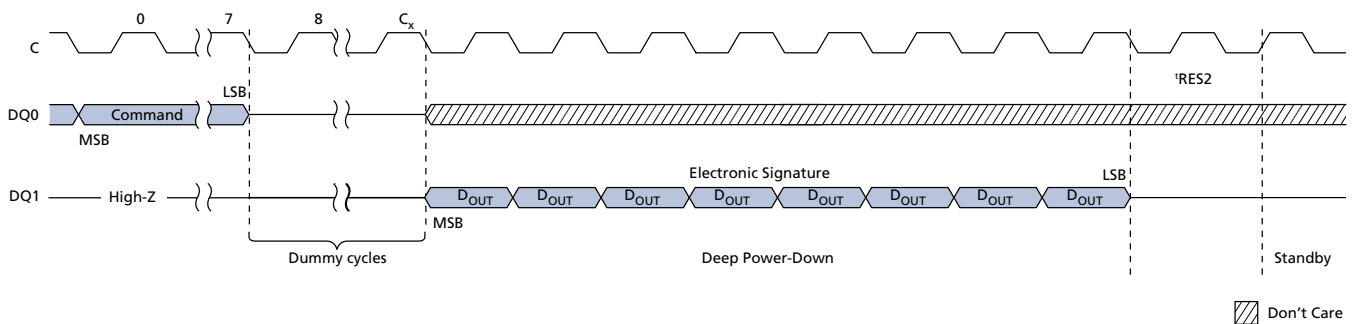 0 7 8 Cx
C
tRES2
LSB
DQ0 Command
MSB
Electronic Signature LSB
DQ1 High-Z DOUT DOUT DOUT DOUT DOUT DOUT DOUT DOUT
MSB
Dummy cycles Deep Power-Down Standby
Don't Care